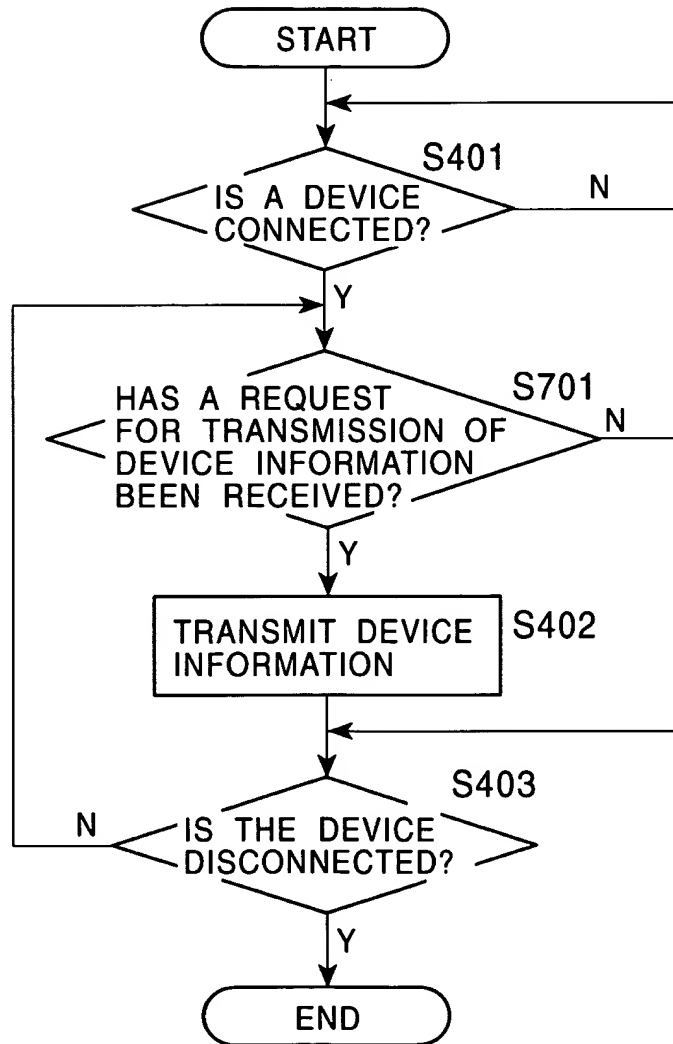 START
S401
IS A DEVICE
CONNECTED?
N
Y
S701
HAS A REQUEST
FOR TRANSMISSION OF
DEVICE INFORMATION
BEEN RECEIVED?
N
Y
TRANSMIT DEVICE
INFORMATION
S402
S403
IS THE DEVICE
DISCONNECTED?
N
Y
END